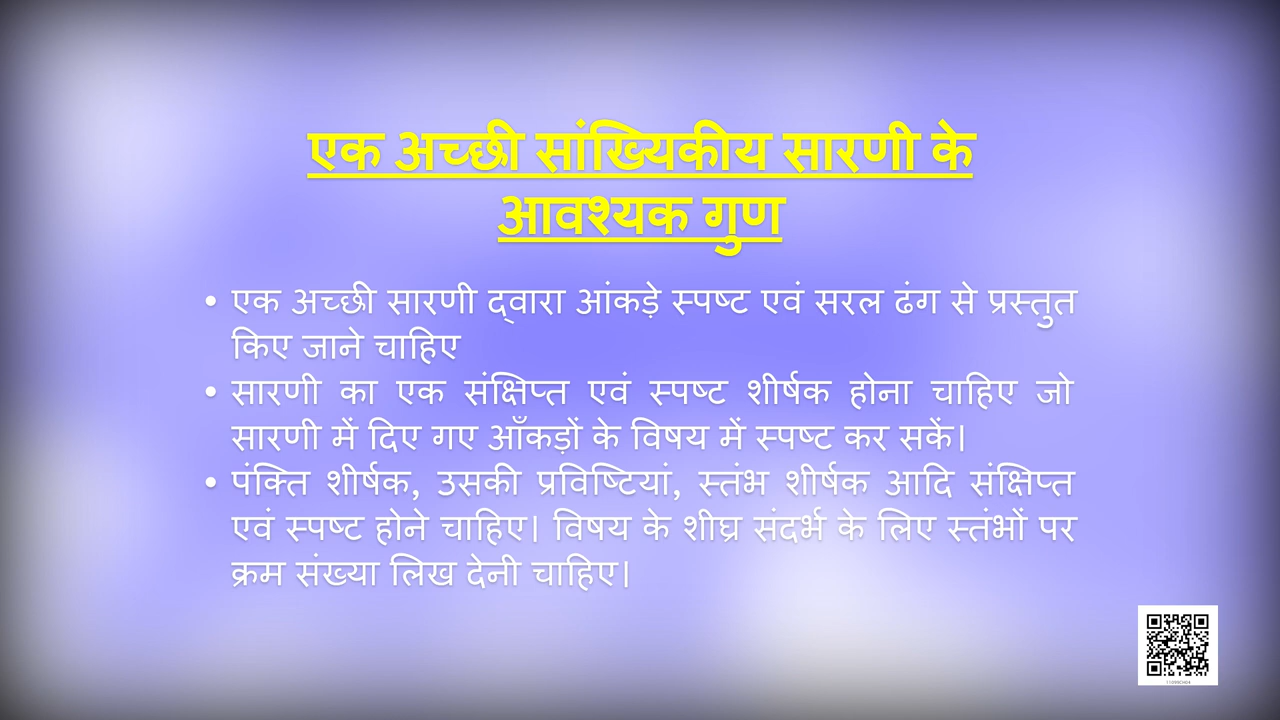 एक अच्छी सांख्यिकीय सारणी के
आवश्यक गुण
• एक अच्छी सारणी द्वारा आंकड़े स्पष्ट एवं सरल ढंग से प्रस्तुत
किए जाने चाहिए
• सारणी का एक संक्षिप्त एवं स्पष्ट शीर्षक होना चाहिए जो
सारणी में दिए गए आँकड़ों के विषय में स्पष्ट कर सकें।
• पंक्ति शीर्षक, उसकी प्रविष्टियां, स्तंभ शीर्षक आदि संक्षिप्त
एवं स्पष्ट होने चाहिए। विषय के शीघ्र संदर्भ के लिए स्तंभों पर
क्रम संख्या लिख देनी चाहिए।